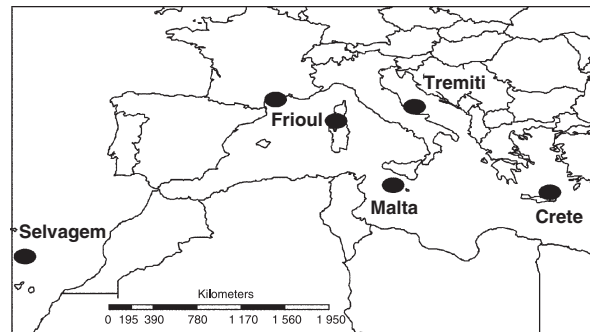 Tremiti
Frioul
Malta
Crete
Selvagem
Kilometers
0 195 390 780 1 170 1 560 1 950